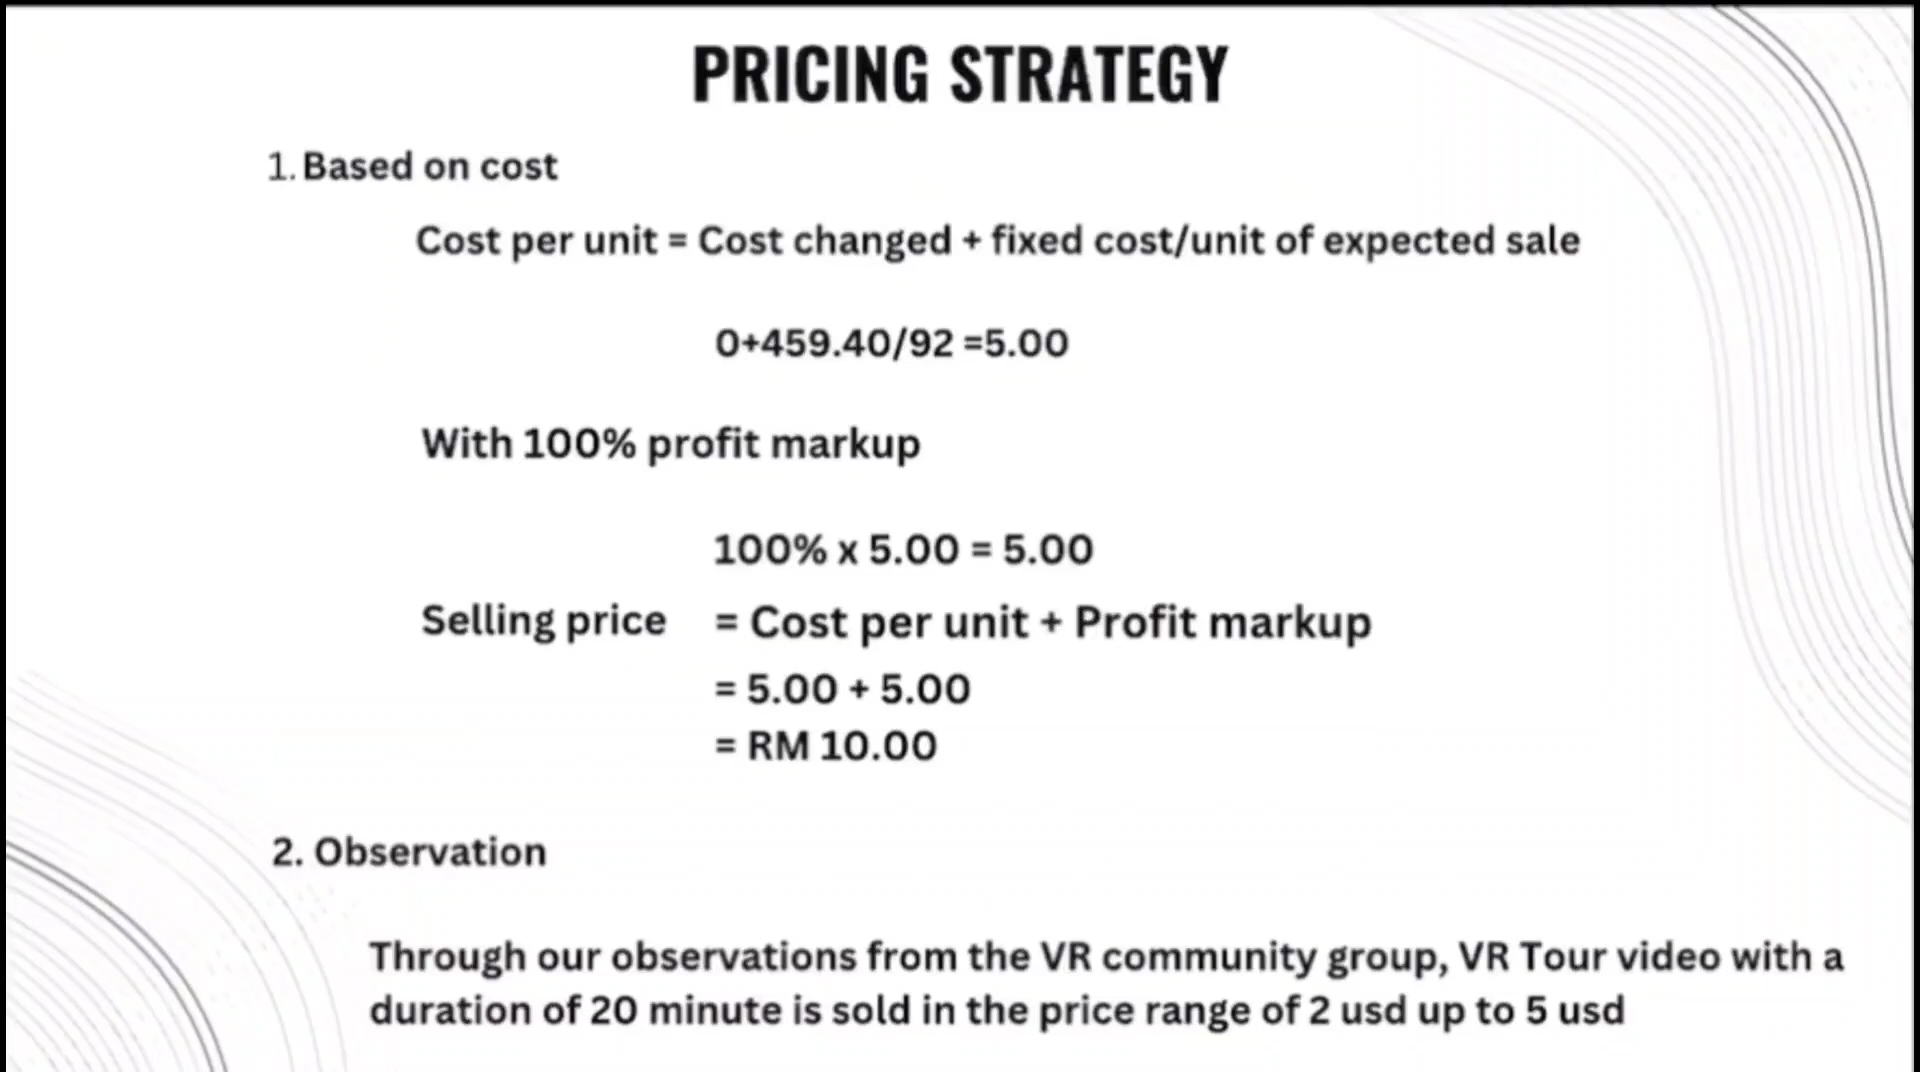 PRICING STRATEGY
1. Based on cost
Cost per unit = Cost changed + fixed cost/unit of expected sale
0+459.40/92 =5.00
With 100% profit markup
100% x 5.00 = 5.00
Selling price = Cost per unit + Profit markup
= 5.00 + 5.00
= RM 10.00
2. Observation
Through our observations from the VR community group, VR Tour video with a
duration of 20 minute is sold in the price range of 2 usd up to 5 usd